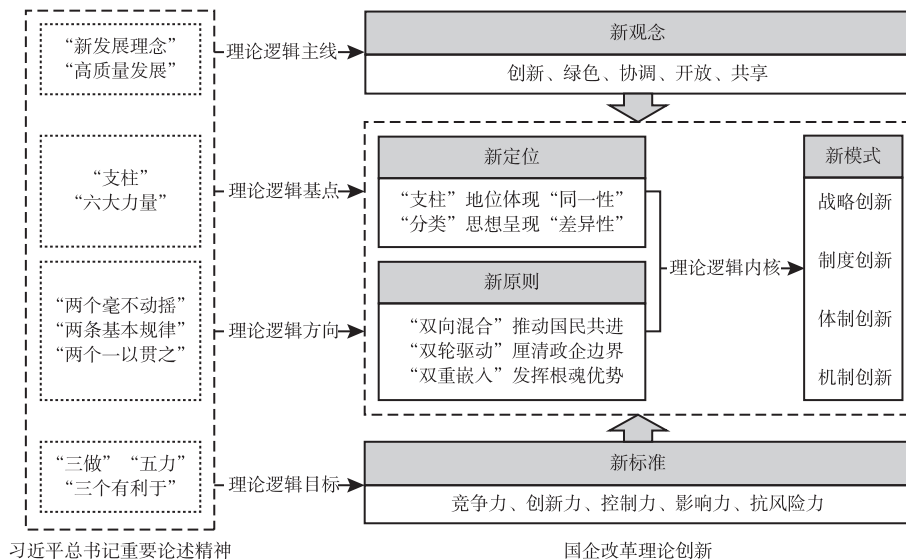 “新发展理念”
“高质量发展”
理论逻辑主线
新观念
创新、绿色、协调、开放、共享
“支柱”
“六大力量”
理论逻辑基点
新定位
“支柱”地位体现“同一性”
“分类”思想呈现“差异性”
“两个毫不动摇”
“两条基本规律”
“两个一以贯之”
理论逻辑方向
新原则
“双向混合”推动国民共进
“双轮驱动”厘清政企边界
“双重嵌入”发挥根魂优势
理论逻辑内核
新模式
战略创新
制度创新
体制创新
机制创新
“三做” “五力”
“三个有利于”
理论逻辑目标
新标准
竞争力、创新力、控制力、影响力、抗风险力
习近平总书记重要论述精神
国企改革理论创新